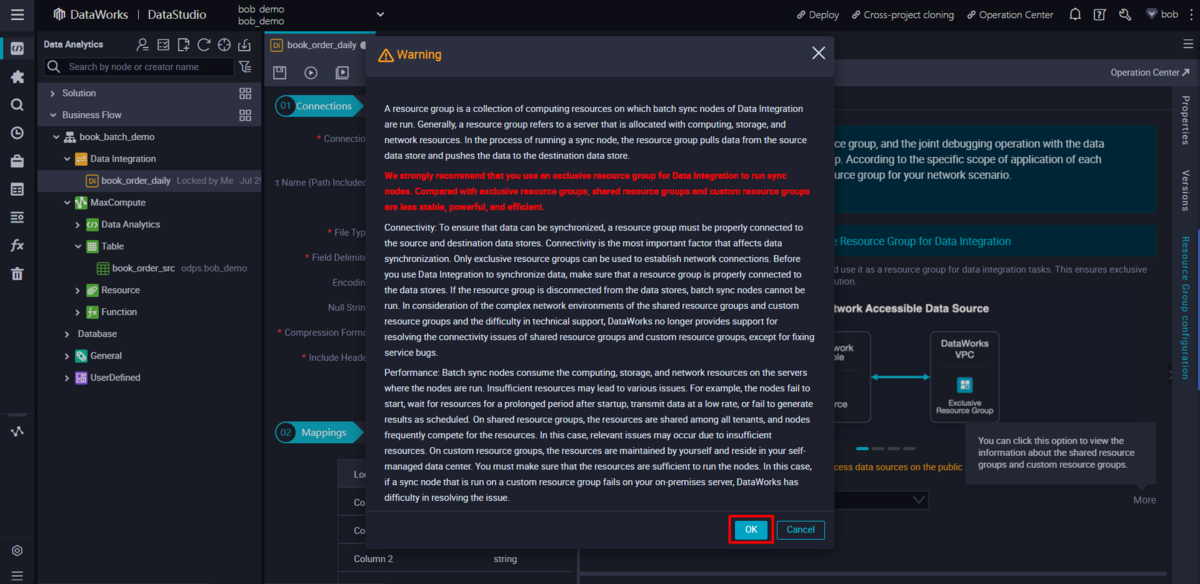 DataWorks | DataStudio
bob_demo
bob_demo
Deploy
Cross-project cloning
Operation Center
bob
Data Analytics
Search by node or creator name.
Solution
Business Flow
book_batch_demo
Data Integration
Di book_order_daily Locked by Me Jul 29
MaxCompute
Data Analytics
Table
book_order_src odps.bob_demo
Resource
Function
Database
General
UserDefined
Di book_order_daily
01 Connections
* Connectio
:t Name (Path Included
* File Typ
* Field Delimite
Encodin
Null Strin
* Compression Forma
* Include Heade
02 Mappings
Lo
Co
Co
Column 2 string
Warning
A resource group is a collection of computing resources on which batch sync nodes of Data Integration
are run. Generally, a resource group refers to a server that is allocated with computing, storage, and
network resources. In the process of running a sync node, the resource group pulls data from the source
data store and pushes the data to the destination data store.
We strongly recommend that you use an exclusive resource group for Data Integration to run sync
nodes. Compared with exclusive resource groups, shared resource groups and custom resource groups
are less stable, powerful, and efficient.
Connectivity: To ensure that data can be synchronized, a resource group must be properly connected to
the source and destination data stores. Connectivity is the most important factor that affects data
synchronization. Only exclusive resource groups can be used to establish network connections. Before
you use Data Integration to synchronize data, make sure that a resource group is properly connected to
the data stores. If the resource group is disconnected from the data stores, batch sync nodes cannot be
run. In consideration of the complex network environments of the shared resource groups and custom
resource groups and the difficulty in technical support, DataWorks no longer provides support for
resolving the connectivity issues of shared resource groups and custom resource groups, except for fixing
service bugs.
Performance: Batch sync nodes consume the computing, storage, and network resources on the servers
where the nodes are run. Insufficient resources may lead to various issues. For example, the nodes fail to
start, wait for resources for a prolonged period after startup, transmit data at a low rate, or fail to generate
results as scheduled. On shared resource groups, the resources are shared among all tenants, and nodes
frequently compete for the resources. In this case, relevant issues may occur due to insufficient
resources. On custom resource groups, the resources are maintained by yourself and reside in your self-
managed data center. You must make sure that the resources are sufficient to run the nodes. In this case,
if a sync node that is run on a custom resource group fails on your on-premises server, DataWorks has
difficulty in resolving the issue.
OK
Cancel
Operation Center
ce group, and the joint debugging operation with the data
p. According to the specific scope of application of each
urce group for your network scenario.
e Resource Group for Data Integration
d use it as a resource group for data integration tasks. This ensures exclusive
ution.
twork Accessible Data Source
work
ble
rce
DataWorks
VPC
Exclusive
Resource Group
cess data sources on the public
You can click this option to view the
information about the shared resource
groups and custom resource groups.
More
Properties
Versions
Resource Group configuration